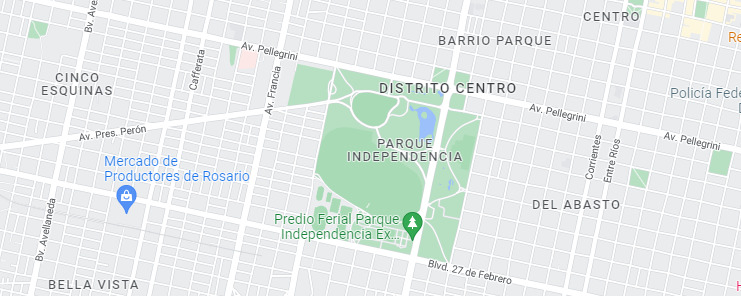 CENTRO
Re
BARRIO PARQUE
Bv. Av
Av. Pellegrini
Cafferata
CINCO
ESQUINAS
Av. Francia
DISTRITO CENTRO
Policía Fede
D
Av. Pellegrini
Av. Pellegrini
Av. Pres. Perón
PARQUE
INDEPENDENCIA
Corrientes
Entre Ríos
Mercado de
Productores de Rosario
DEL ABASTO
Bv. Avellaneda
Predio Ferial Parque
Independencia Ex...
Blvd. 27 de Febrero
BELLA VISTA
H